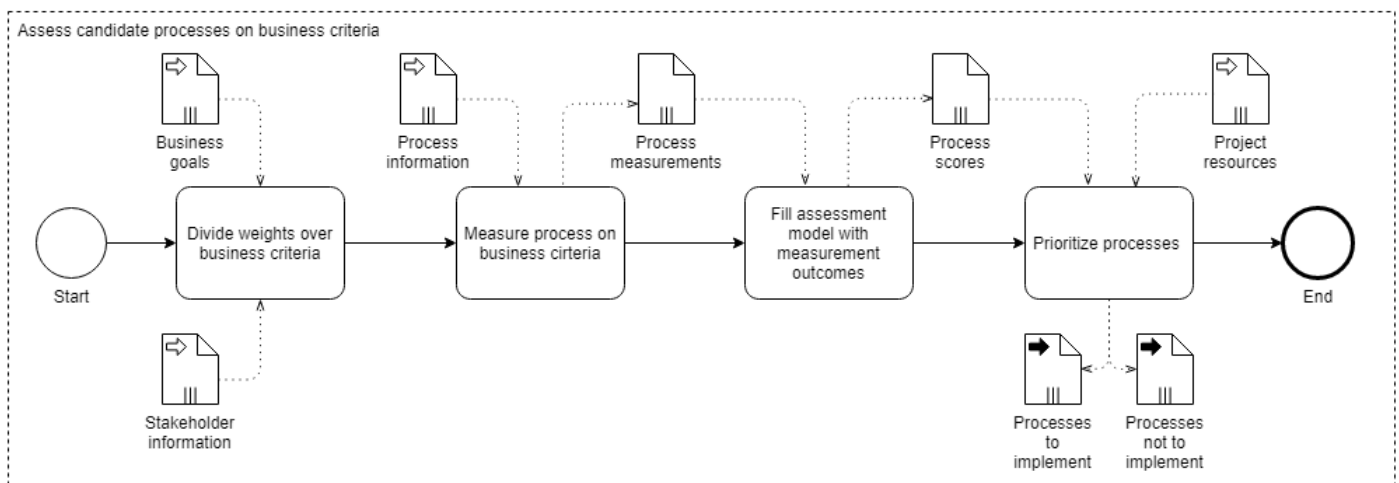 Assess candidate processes on business criteria
Business
goals
Process
information
Process
measurements
Process
scores
Project
resources
Start
Divide weights over
business criteria
Measure process on
business cirteria
Fill assessment
model with
measurement
outcomes
Prioritize processes
End
Stakeholder
information
Processes
to
implement
Processes
not to
implement